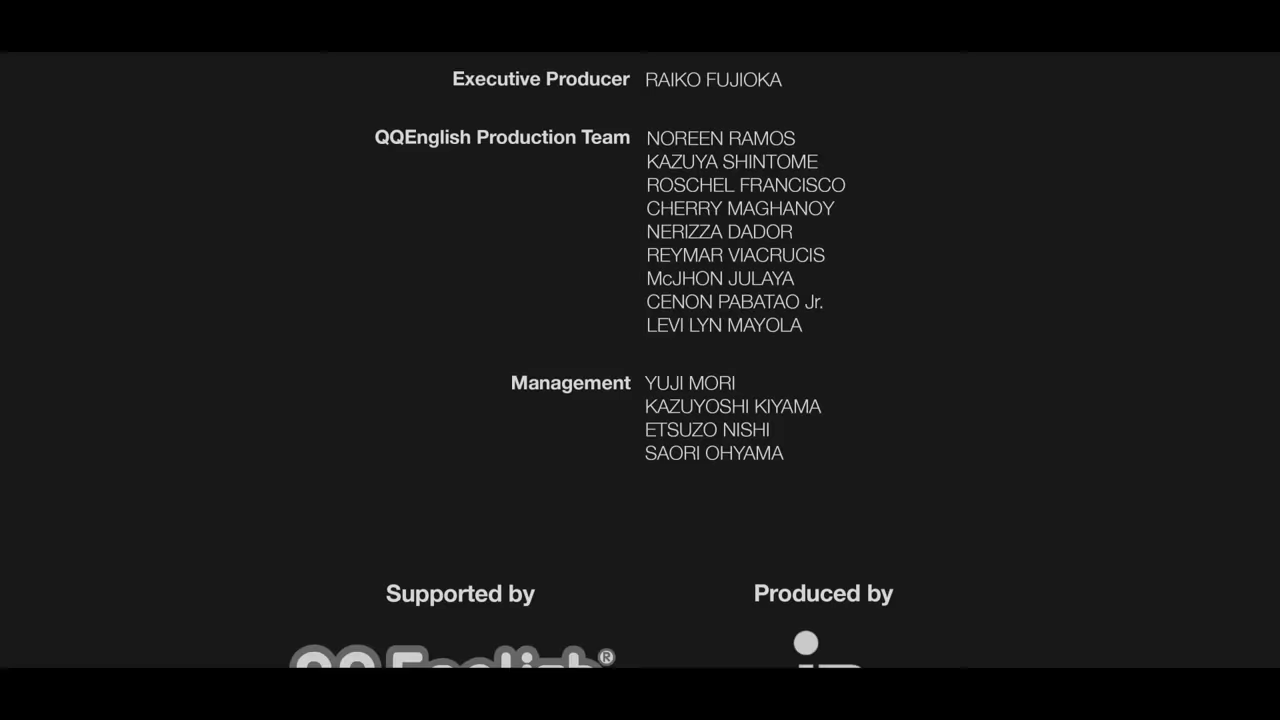 Executive Producer RAIKO FUJIOKA
QQEnglish Production Team NOREEN RAMOS
KAZUYA SHINTOME
ROSCHEL FRANCISCO
CHERRY MAGHANOY
NERIZZA DADOR
REYMAR VIACRUCIS
McJHON JULAYA
CENON PABATAO Jr.
LEVI LYN MAYOLA
Management YUJI MORI
KAZUYOSHI KIYAMA
ETSUZO NISHI
SAORI OHYAMA
Supported by Produced by
QQ English®